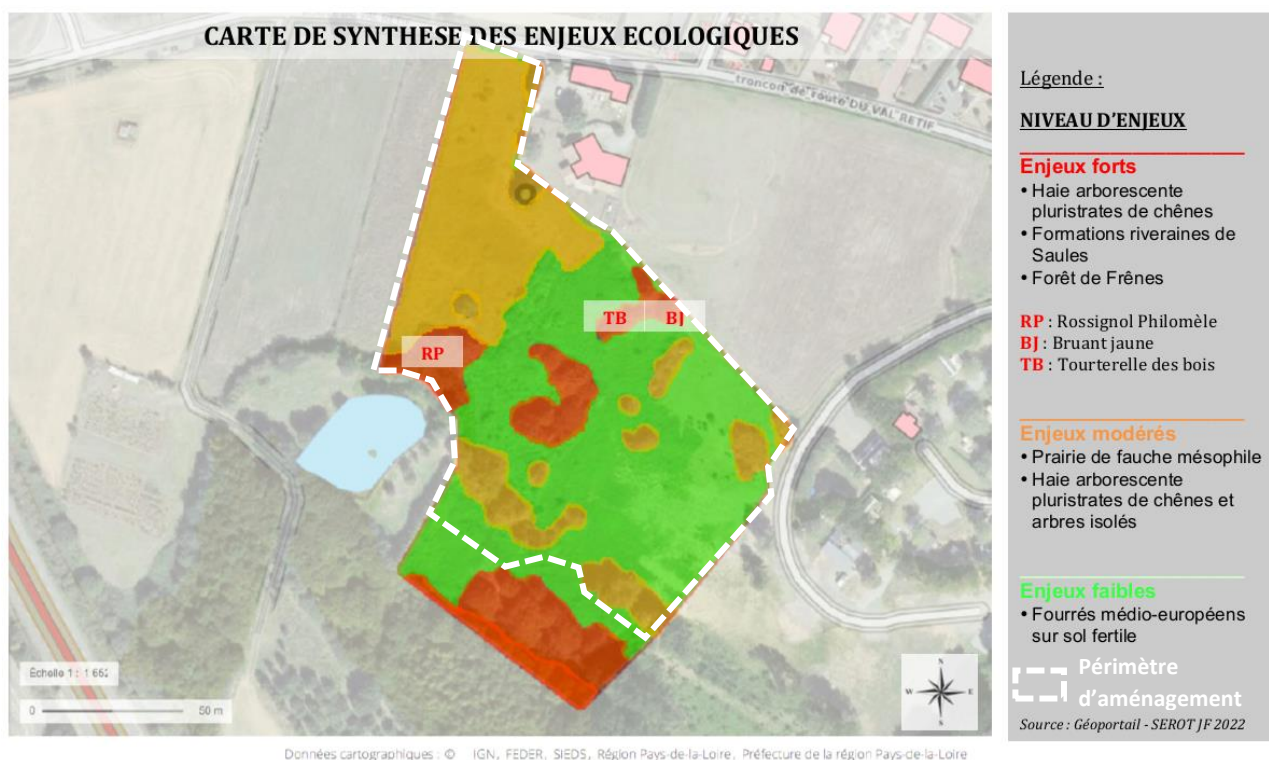 CARTE DE SYNTHESE DES ENJEUX ECOLOGIQUES
troncon de route DU VAL RETIF
TB BJ
RP
Échelle 1 : 1 662
0 50 m
N
W E
S
Données cartographiques : © IGN, FEDER, SIEDS, Région Pays-de-la-Loire, Préfecture de la région Pays-de-la-Loire
Légende :
NIVEAU D'ENJEUX
Enjeux forts
• Haie arborescente
pluristrates de chênes
• Formations riveraines de
Saules
• Forêt de Frênes
RP : Rossignol Philomèle
BJ : Bruant jaune
TB : Tourterelle des bois
Enjeux modérés
• Prairie de fauche mésophile
• Haie arborescente
pluristrates de chênes et
arbres isolés
Enjeux faibles
• Fourrés médio-européens
sur sol fertile
Périmètre
d'aménagement
Source : Géoportail - SEROT JF 2022